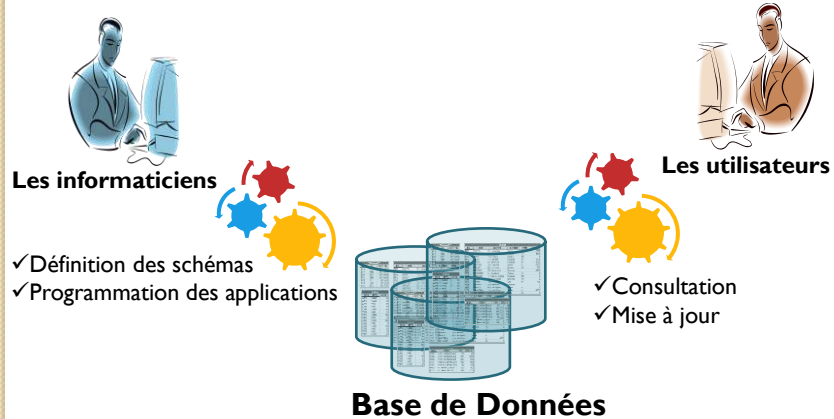 Les informaticiens
✓Définition des schémas
✓Programmation des applications
Les utilisateurs
✓Consultation
✓Mise à jour
Base de Données